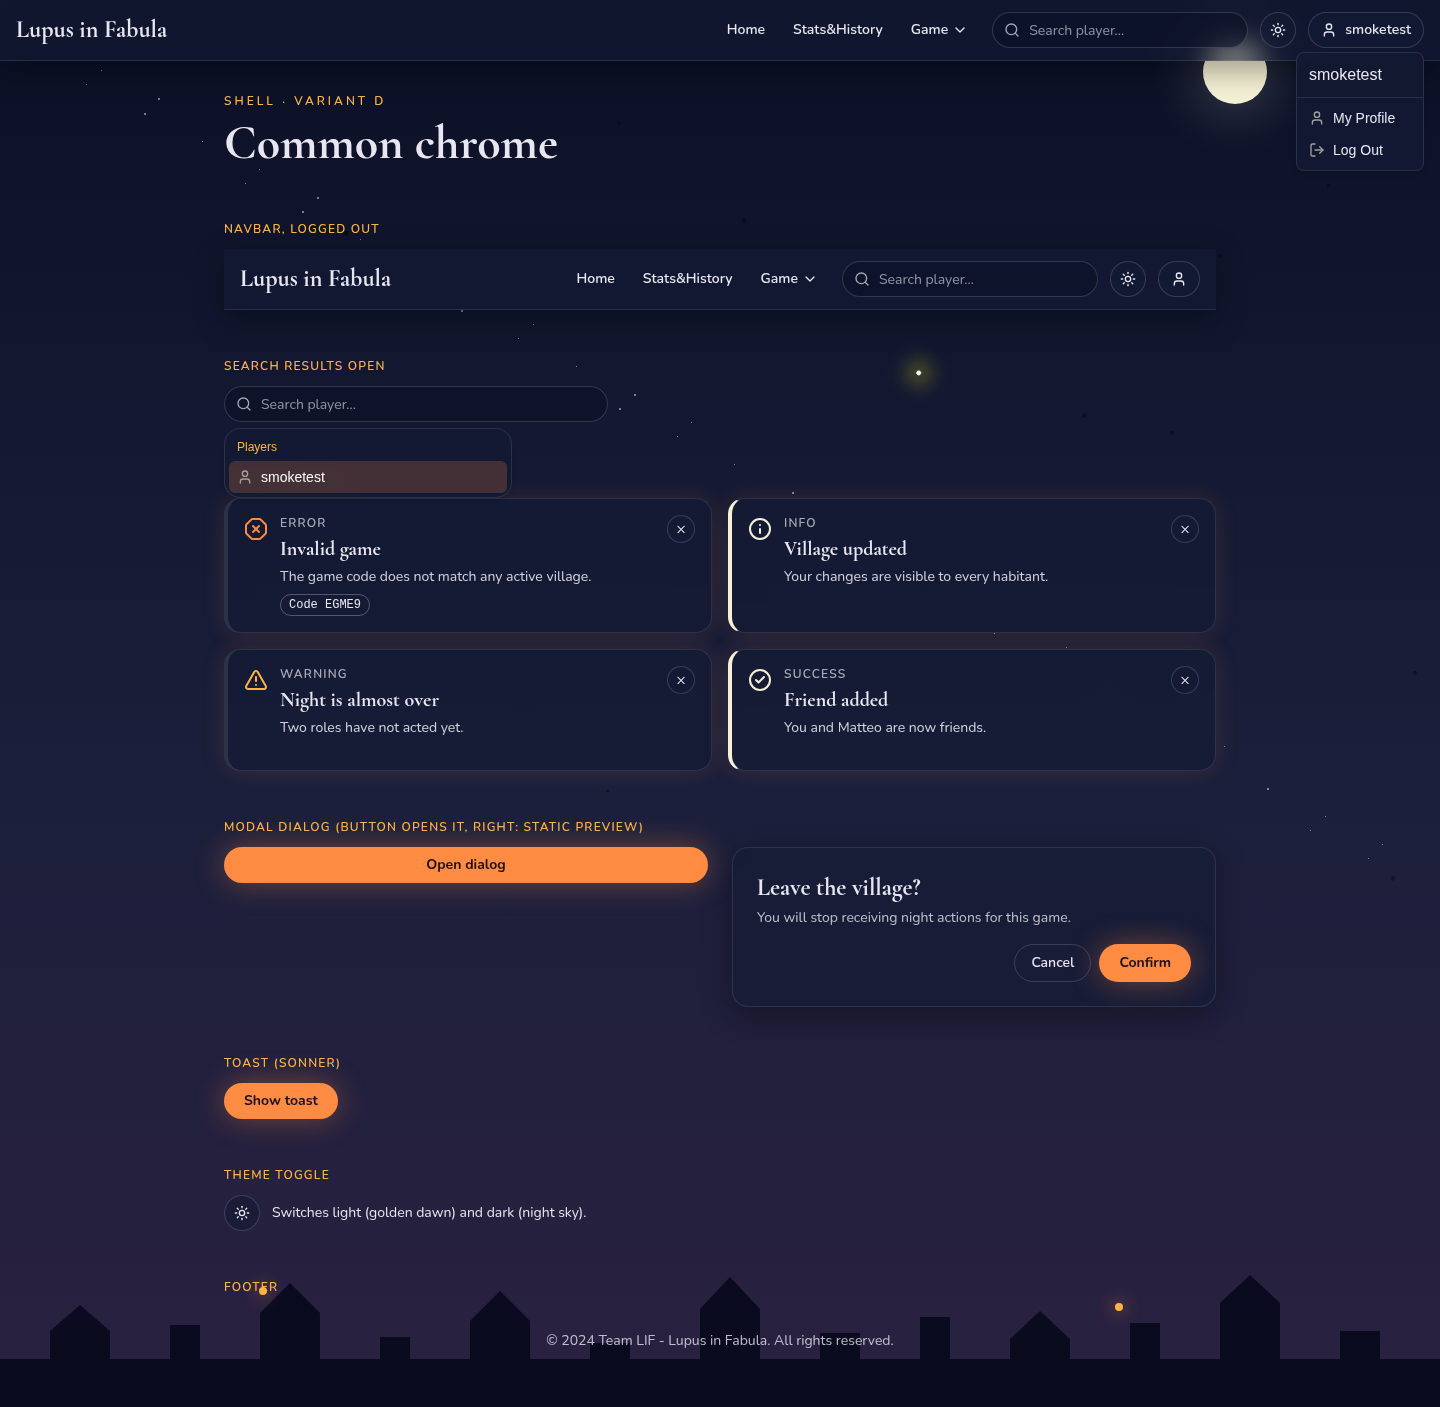 Lupus in Fabula
Home
Stats&History
Game
Search player...
smoketest
smoketest
My Profile
Log Out
SHELL · VARIANT D
Common chrome
NAVBAR, LOGGED OUT
Lupus in Fabula
Home
Stats&History
Game
Search player...
SEARCH RESULTS OPEN
Search player...
Players
smoketest
ERROR
Invalid game
The game code does not match any active village.
Code EGME9
INFO
Village updated
Your changes are visible to every habitant.
WARNING
Night is almost over
Two roles have not acted yet.
SUCCESS
Friend added
You and Matteo are now friends.
MODAL DIALOG (BUTTON OPENS IT, RIGHT: STATIC PREVIEW)
Open dialog
Leave the village?
You will stop receiving night actions for this game.
Cancel
Confirm
TOAST (SONNER)
Show toast
THEME TOGGLE
Switches light (golden dawn) and dark (night sky).
FOOTER
© 2024 Team LIF - Lupus in Fabula. All rights reserved.